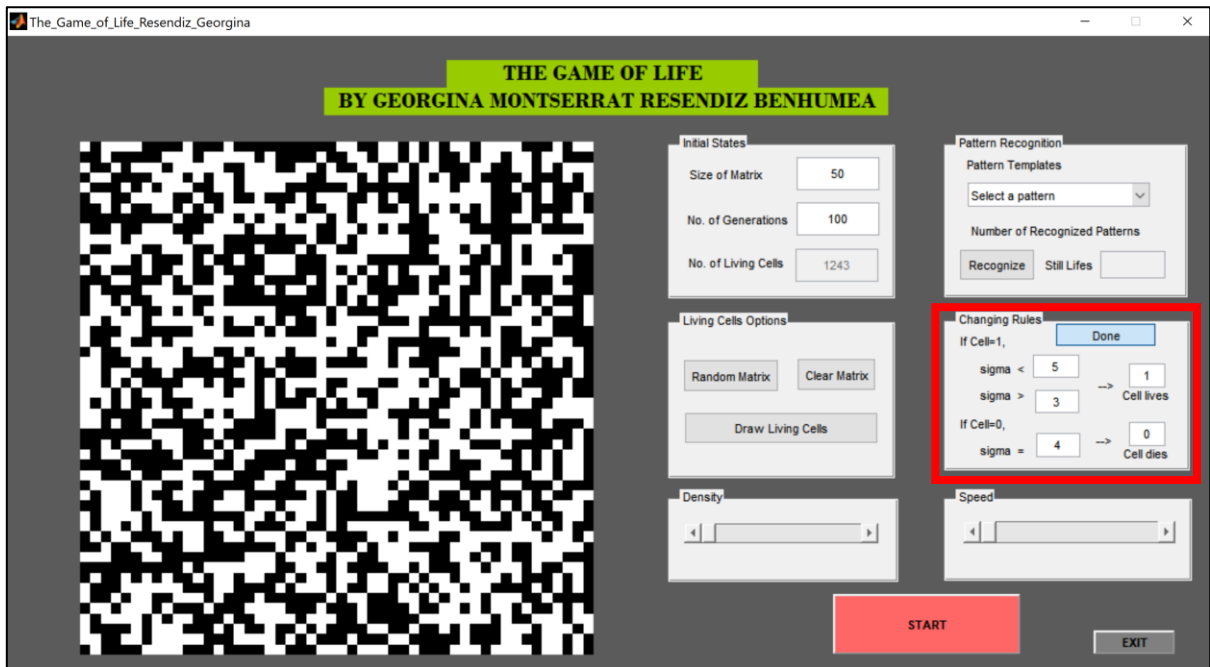 The_Game_of_Life_Resendiz_Georgina
THE GAME OF LIFE
BY GEORGINA MONTSERRAT RESENDIZ BENHUMEA
Initial States
Size of Matrix 50
No. of Generations 100
No. of Living Cells 1243
Pattern Recognition
Pattern Templates
Select a pattern
Number of Recognized Patterns
Recognize Still Lifes
Living Cells Options
Random Matrix Clear Matrix
Draw Living Cells
Changing Rules
Done
If Cell=1,
sigma < 5
sigma > 3
--> 1
Cell lives
If Cell=0,
sigma = 4 --> 0
Cell dies
Density
Speed
START
EXIT